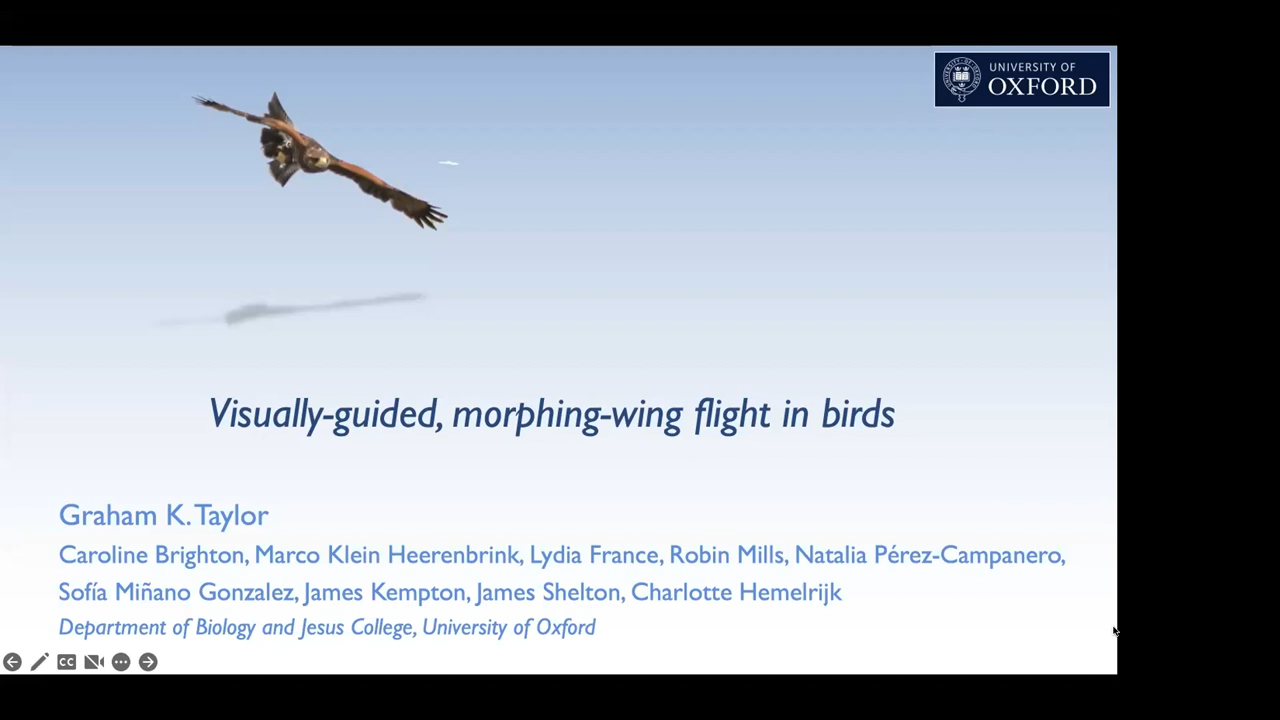 UNIVERSITY OF
OXFORD
Visually-guided, morphing-wing flight in birds
Graham K. Taylor
Caroline Brighton, Marco Klein Heerenbrink, Lydia France, Robin Mills, Natalia Pérez-Campanero,
Sofía Miñano Gonzalez, James Kempton, James Shelton, Charlotte Hemelrijk
Department of Biology and Jesus College, University of Oxford
CC